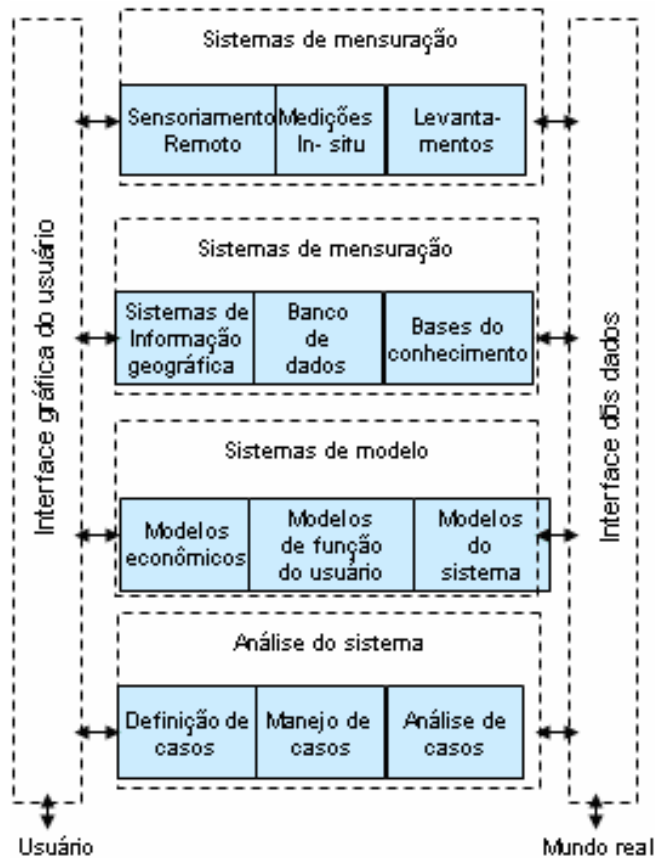 Sistemas de mensuração
Sensoriamento
Remoto
Medições
In- situ
Levanta-
mentos
Interface gráfica do usuário
Interface dôs dados
Sistemas de mensuração
Sistemas de
Informação
geográfica
Banco
de
dados
Bases do
conhecimento
Sistemas de modelo
Modelos
econômicos
Modelos
de função
do usuário
Modelos
do
sistema
Análise do sistema
Definição de
casos
Manejo de
casos
Análise de
casos
Usuário
Mundo real